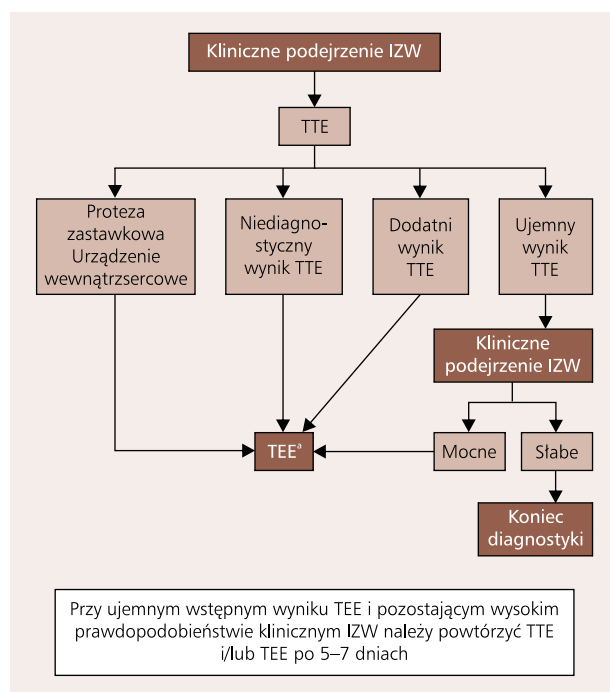 Kliniczne podejrzenie IZW
TTE
Proteza
zastawkowa
Urządzenie
wewnątrzsercowe
Niediagno-
styczny
wynik TTE
Dodatni
wynik
TTE
Ujemny
wynik
TTE
Kliniczne
podejrzenie IZW
TEEª
Mocne
Słabe
Koniec
diagnostyki
Przy ujemnym wstępnym wyniku TEE i pozostającym wysokim
prawdopodobieństwie klinicznym IZW należy powtórzyć TTE
i/lub TEE po 5–7 dniach